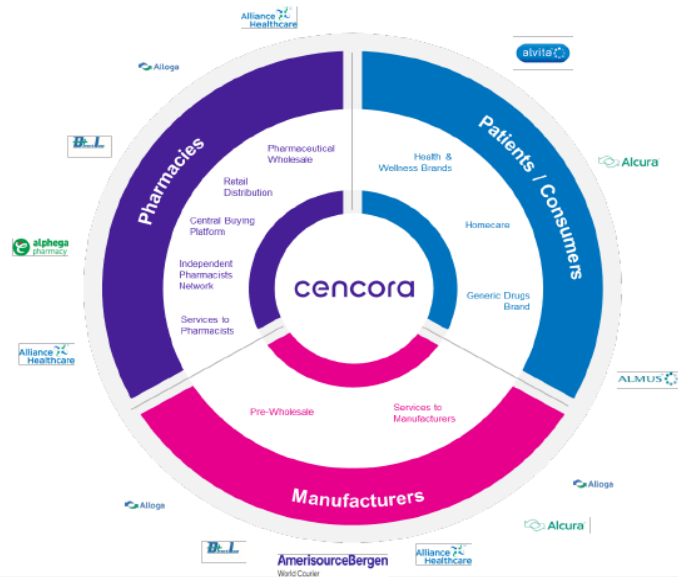 Alliance
Healthcare
Alloga
alvita
Pharmacies
Patients / Consumers
Pharmaceutical
Wholesale
Health &
Wellness Brands
Alcura
Retail
Distribution
Central Buying
Platform
Homecare
alphega
pharmacy
Independent
Pharmacists
Network
cencora
Generic Drugs
Brand
Services to
Pharmacists
Alliance
Healthcare
ALMUS
Pre-Wholesale
Services to
Manufacturers
Manufacturers
Alloga
Alloga
Alcura
AmerisourceBergen
World Courier
Alliance
Healthcare